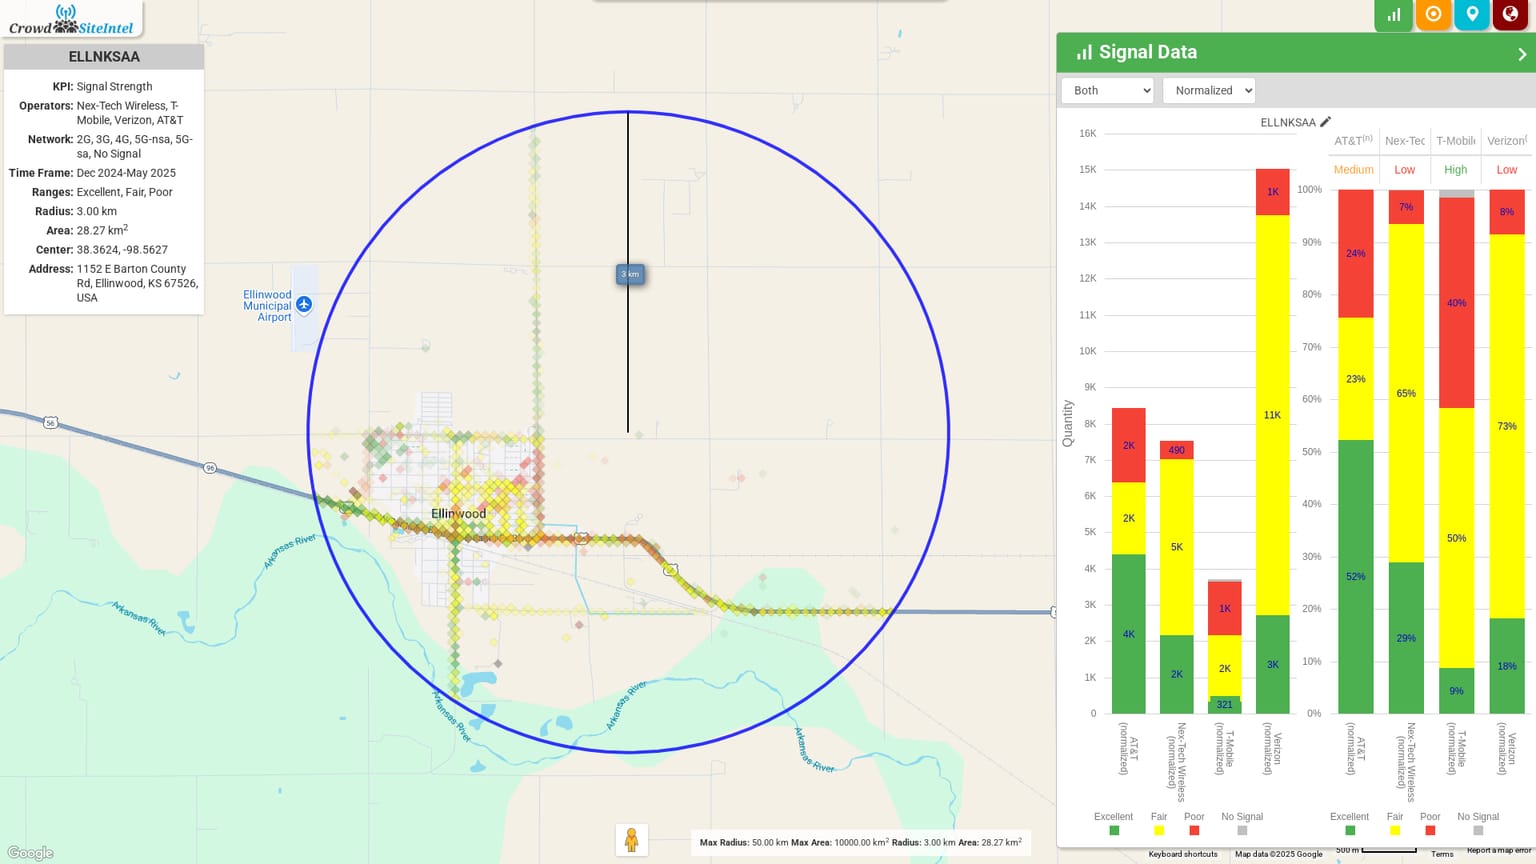 Crowd SiteIntel
ELLNKSAA
KPI: Signal Strength
Operators: Nex-Tech Wireless, T-
Mobile, Verizon, AT&T
Network: 2G, 3G, 4G, 5G-nsa, 5G-
sa, No Signal
Time Frame: Dec 2024-May 2025
Ranges: Excellent, Fair, Poor
Radius: 3.00 km
Area: 28.27 km²
Center: 38.3624, -98.5627
Address: 1152 E Barton County
Rd, Ellinwood, KS 67526,
USA
Ellinwood
Municipal
Airport
3 km
56
96
Ellinwood
Arkansas River
Arkansas River
Arkansas River
Arkansas River
Arkansas River
Google
Max Radius: 50.00 km Max Area: 10000.00 km² Radius: 3.00 km Area: 28.27 km²
Signal Data
Both
Normalized
ELLNKSAA
Quantity
16K
15K
14K
13K
12K
11K
10K
9K
8K
7K
6K
5K
4K
3K
2K
1K
0
2K
2K
4K
490
5K
2K
1K
2K
321
1K
11K
3K
AT&T
(normalized)
Nex-Tech Wireless
(normalized)
T-Mobile
(normalized)
Verizon
(normalized)
Excellent Fair Poor No Signal
AT&T(n) Nex-Tec T-Mobile Verizon(
Medium Low High Low
100%
90%
80%
70%
60%
50%
40%
30%
20%
10%
0%
24%
23%
52%
7%
65%
29%
40%
50%
9%
8%
73%
18%
AT&T
(normalized)
Nex-Tech Wireless
(normalized)
T-Mobile
(normalized)
Verizon
(normalized)
Excellent Fair Poor No Signal
Keyboard shortcuts Map data ©2025 Google 500 m Terms Report a map error